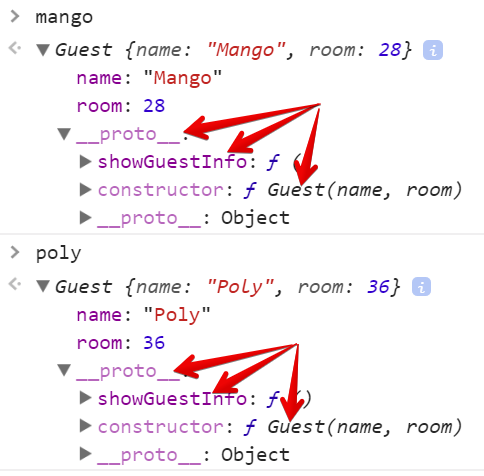 > mango
Guest {name: "Mango", room: 28} i
name: "Mango"
room: 28
__proto__:
showGuestInfo: ƒ (
constructor: ƒ Guest(name, room)
__proto__: Object
> poly
Guest {name: "Poly", room: 36} i
name: "Poly"
room: 36
__proto__
showGuestInfo: ƒ ()
constructor: ƒ Guest(name, room)
__proto__: Object